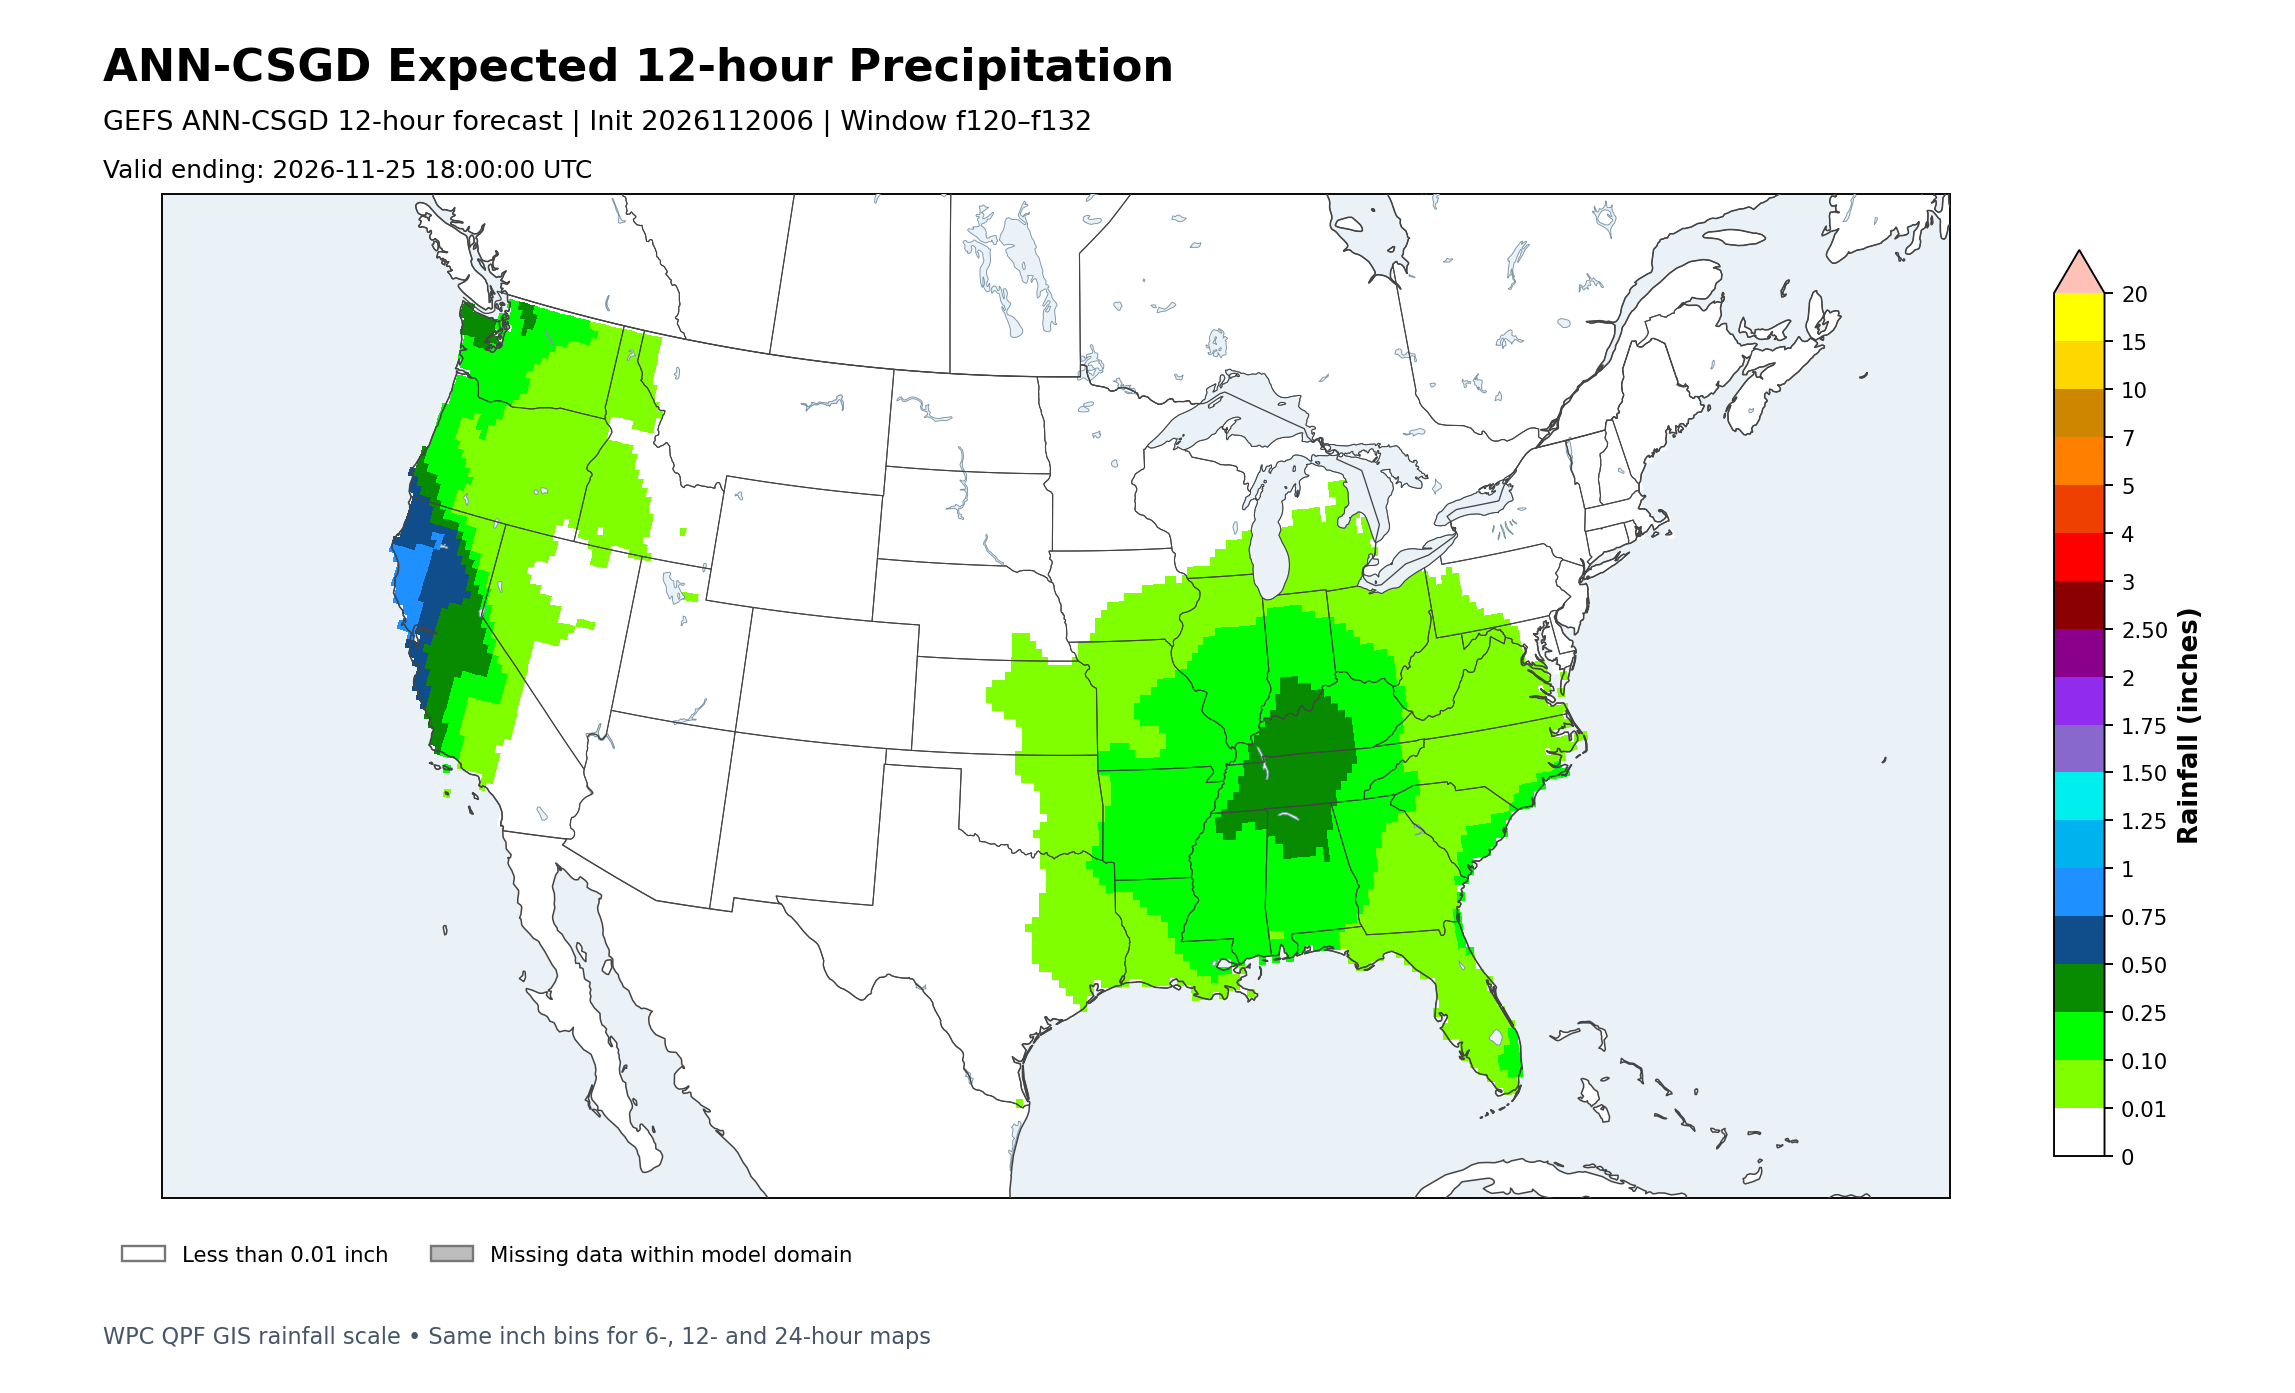 ANN-CSGD Expected 12-hour Precipitation
GEFS ANN-CSGD 12-hour forecast | Init 2026112006 | Window f120–f132
Valid ending: 2026-11-25 18:00:00 UTC
20
15
10
7
5
4
3
2.50
2
1.75
1.50
1.25
1
0.75
0.50
0.25
0.10
0.01
0
Rainfall (inches)
Less than 0.01 inch
Missing data within model domain
WPC QPF GIS rainfall scale • Same inch bins for 6-, 12- and 24-hour maps